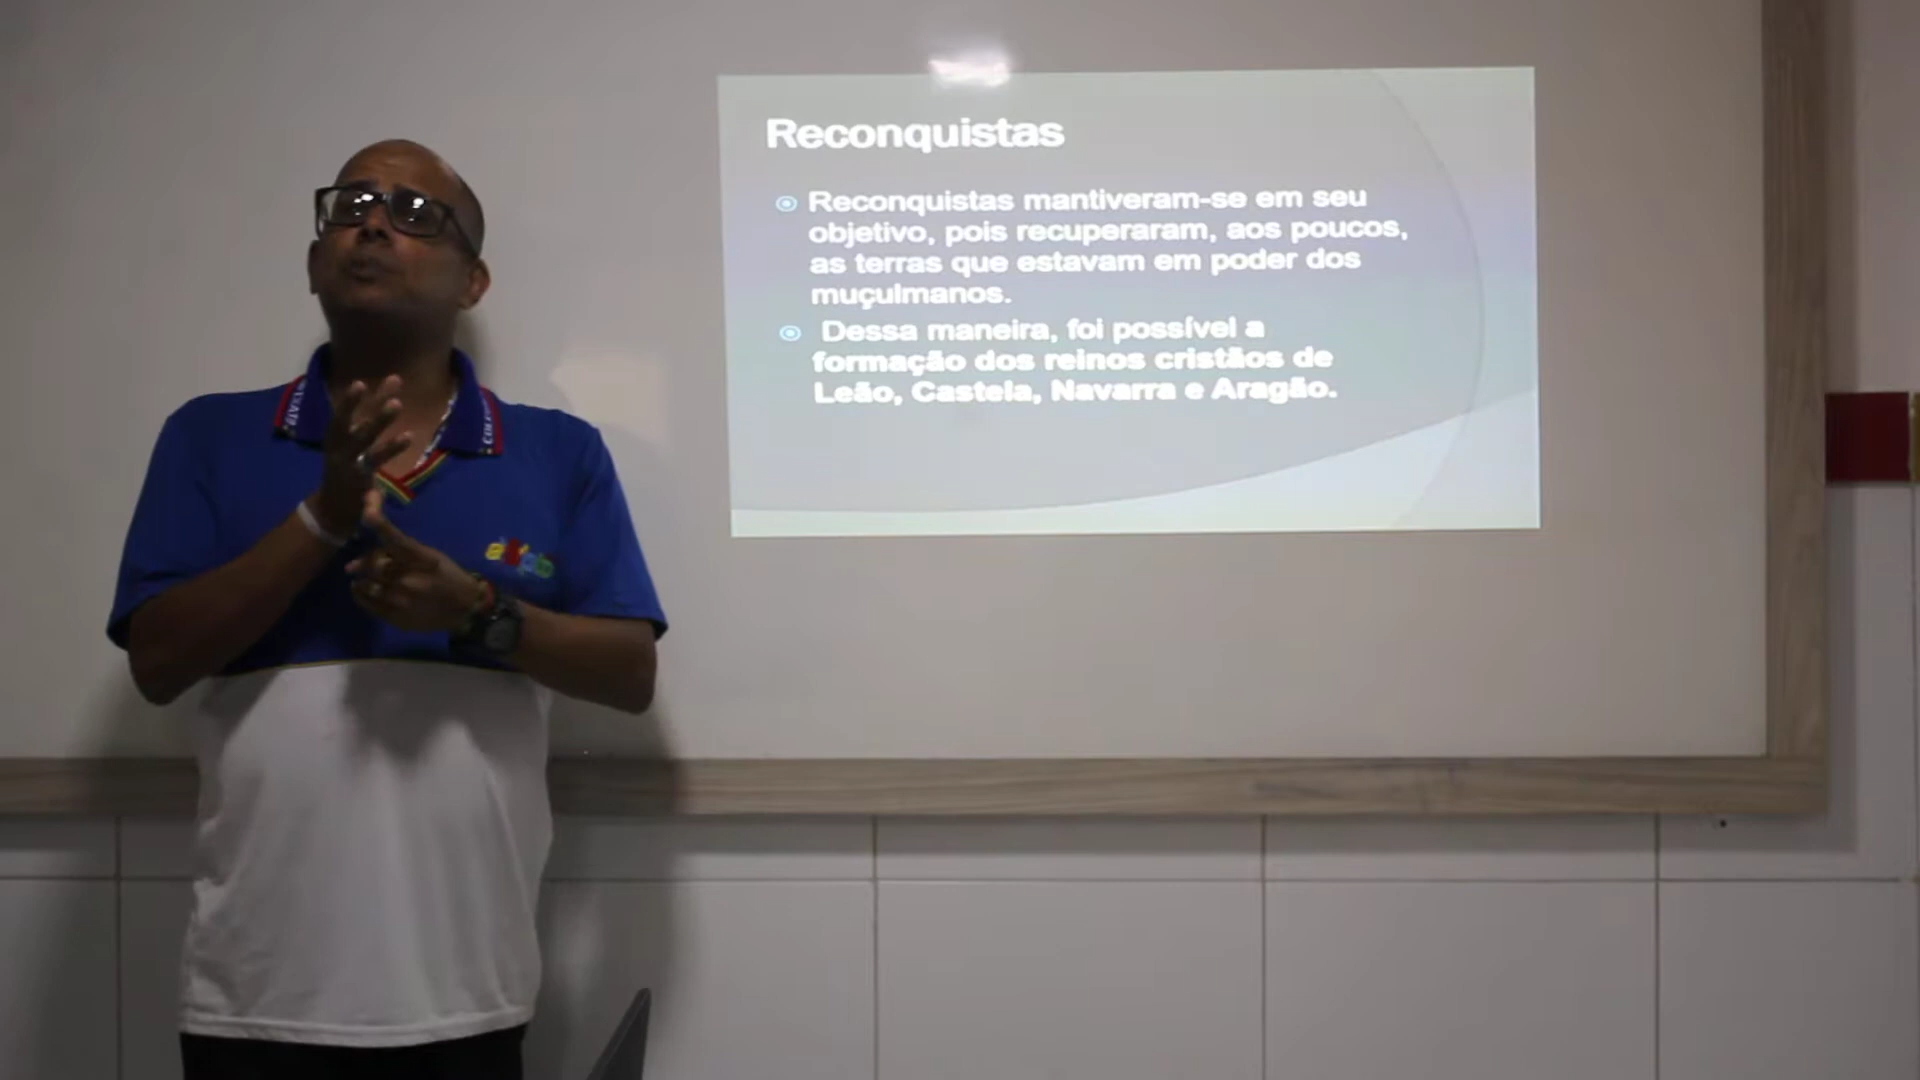 Reconquistas
Reconquistas mantiveram-se em seu
objetivo, pois recuperaram, aos poucos,
as terras que estavam em poder dos
muçulmanos.
Dessa maneira, foi possível a
formação dos reinos cristãos de
Leão, Castela, Navarra e Aragão.